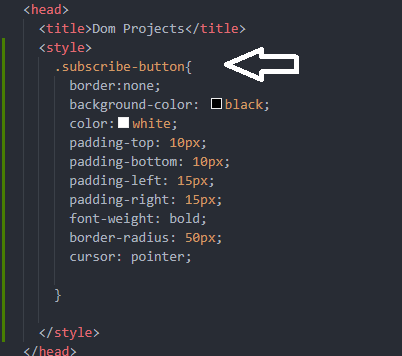 <head>
<title>Dom Projects</title>
<style>
.subscribe-button{
border:none;
background-color: black;
color:white;
padding-top: 10px;
padding-bottom: 10px;
padding-left: 15px;
padding-right: 15px;
font-weight: bold;
border-radius: 50px;
cursor: pointer;
}
</style>
</head>